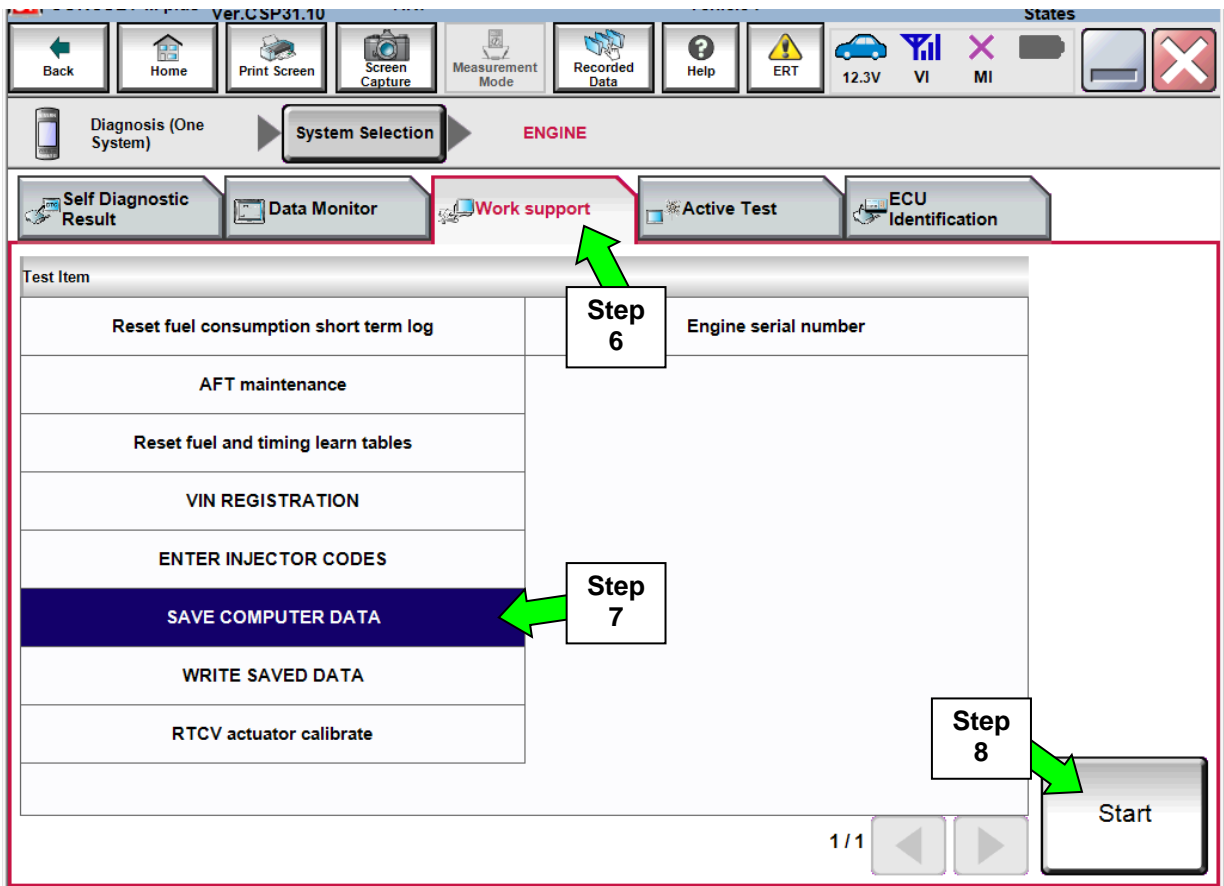 Ver.CSP31.10
States
Back
Home
Print Screen
Screen
Capture
Measurement
Mode
Recorded
Data
Help
ERT
12.3V
VI
MI
Diagnosis (One
System)
System Selection
ENGINE
Self Diagnostic
Result
Data Monitor
Work support
Active Test
ECU
Identification
Test Item
Reset fuel consumption short term log
Step
6
Engine serial number
AFT maintenance
Reset fuel and timing learn tables
VIN REGISTRATION
ENTER INJECTOR CODES
SAVE COMPUTER DATA
Step
7
WRITE SAVED DATA
RTCV actuator calibrate
Step
8
Start
1/1